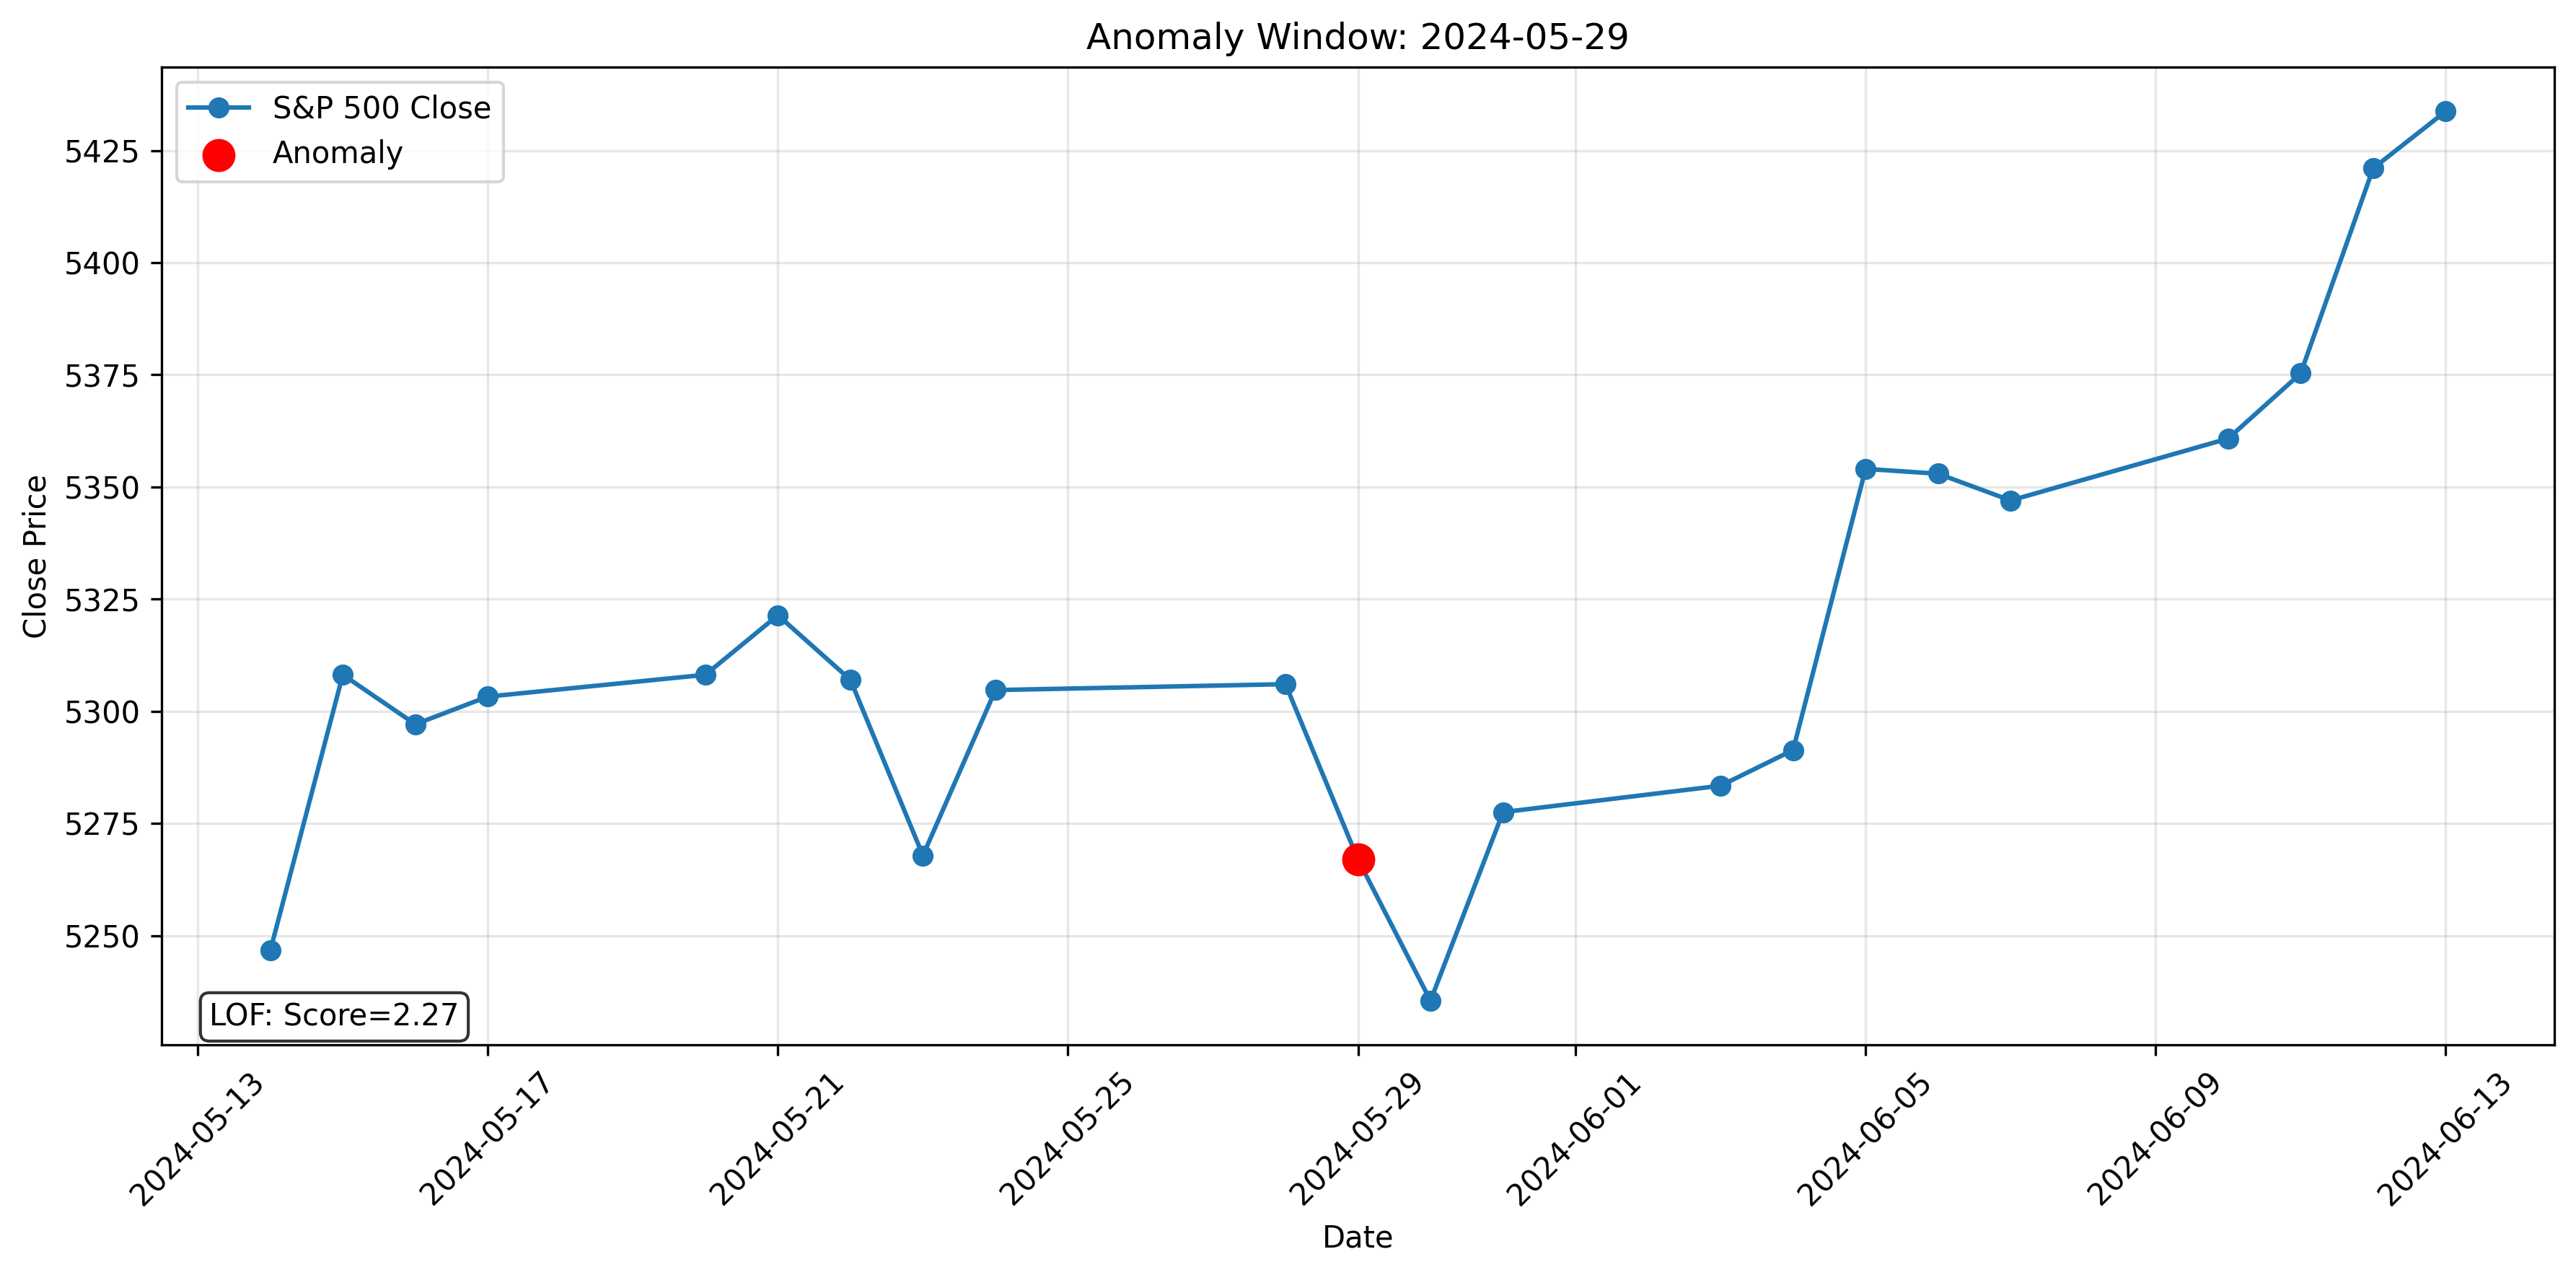 Anomaly Window: 2024-05-29
S&P 500 Close
Anomaly
Close Price
5425
5400
5375
5350
5325
5300
5275
5250
LOF: Score=2.27
2024-05-13
2024-05-17
2024-05-21
2024-05-25
2024-05-29
2024-06-01
2024-06-05
2024-06-09
2024-06-13
Date